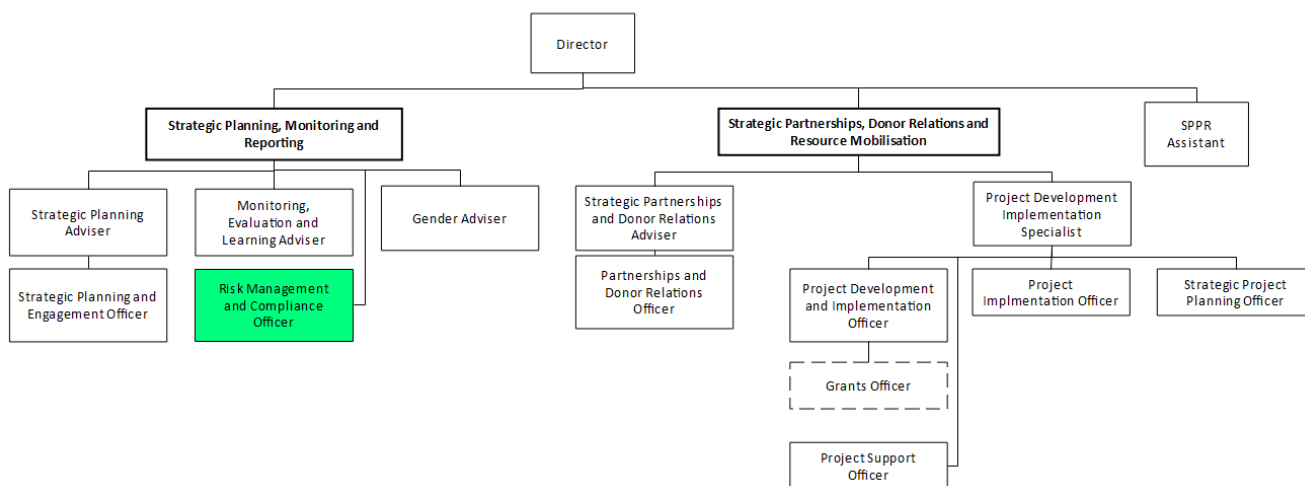 Director
Strategic Planning, Monitoring and
Reporting
Strategic Partnerships, Donor Relations and
Resource Mobilisation
SPPR
Assistant
Strategic Planning
Adviser
Monitoring,
Evaluation and
Learning Adviser
Gender Adviser
Strategic Partnerships
and Donor Relations
Adviser
Project Development
Implementation
Specialist
Strategic Planning and
Engagement Officer
Risk Management
and Compliance
Officer
Partnerships and
Donor Relations
Officer
Project Development
and Implementation
Officer
Project
Implmentation Officer
Strategic Project
Planning Officer
Grants Officer
Project Support
Officer